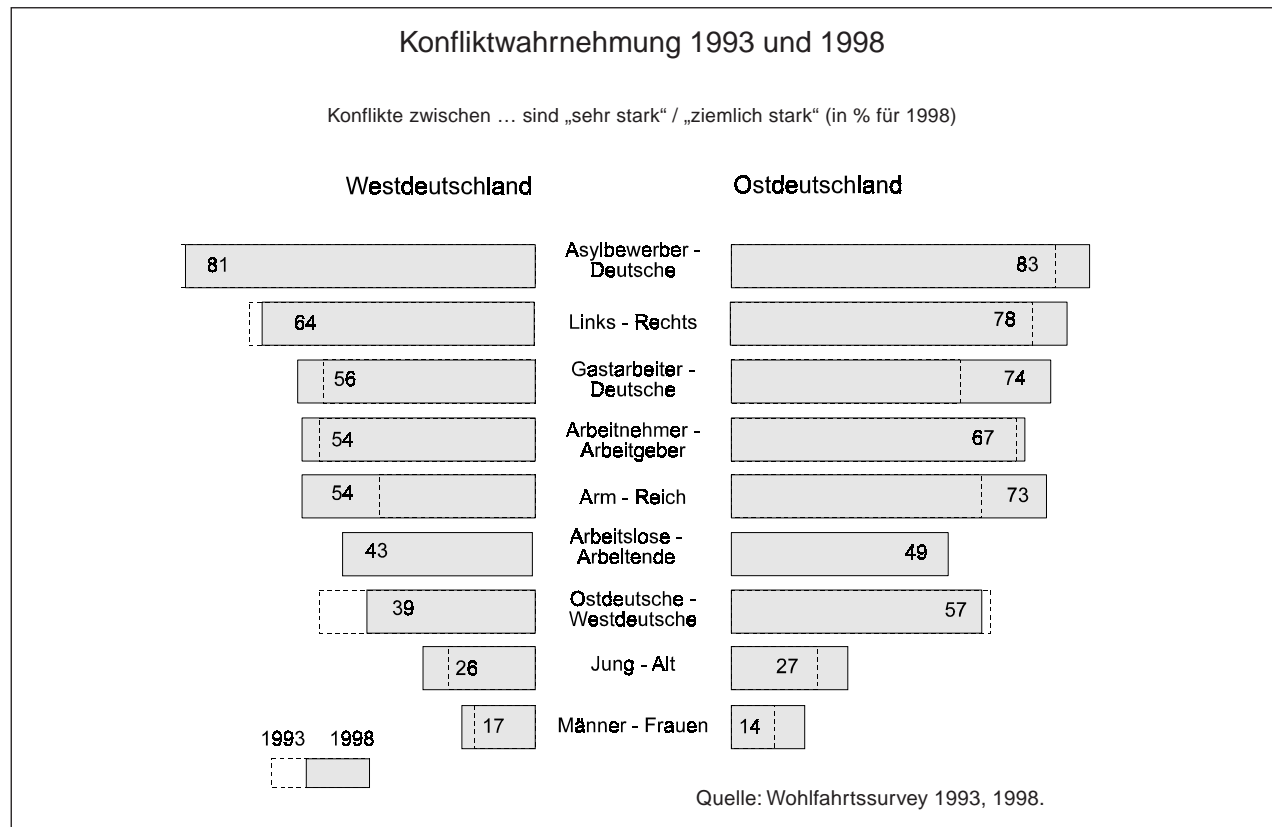 Konfliktwahrnehmung 1993 und 1998
Konflikte zwischen … sind „sehr stark“ / „ziemlich stark“ (in % für 1998)
Westdeutschland
Ostdeutschland
81
Asylbewerber -
Deutsche
83
64
Links - Rechts
78
56
Gastarbeiter -
Deutsche
74
54
Arbeitnehmer -
Arbeitgeber
67
54
Arm - Reich
73
43
Arbeitslose -
Arbeitende
49
39
Ostdeutsche -
Westdeutsche
57
26
Jung - Alt
27
17
Männer - Frauen
14
1993
1998
Quelle: Wohlfahrtssurvey 1993, 1998.